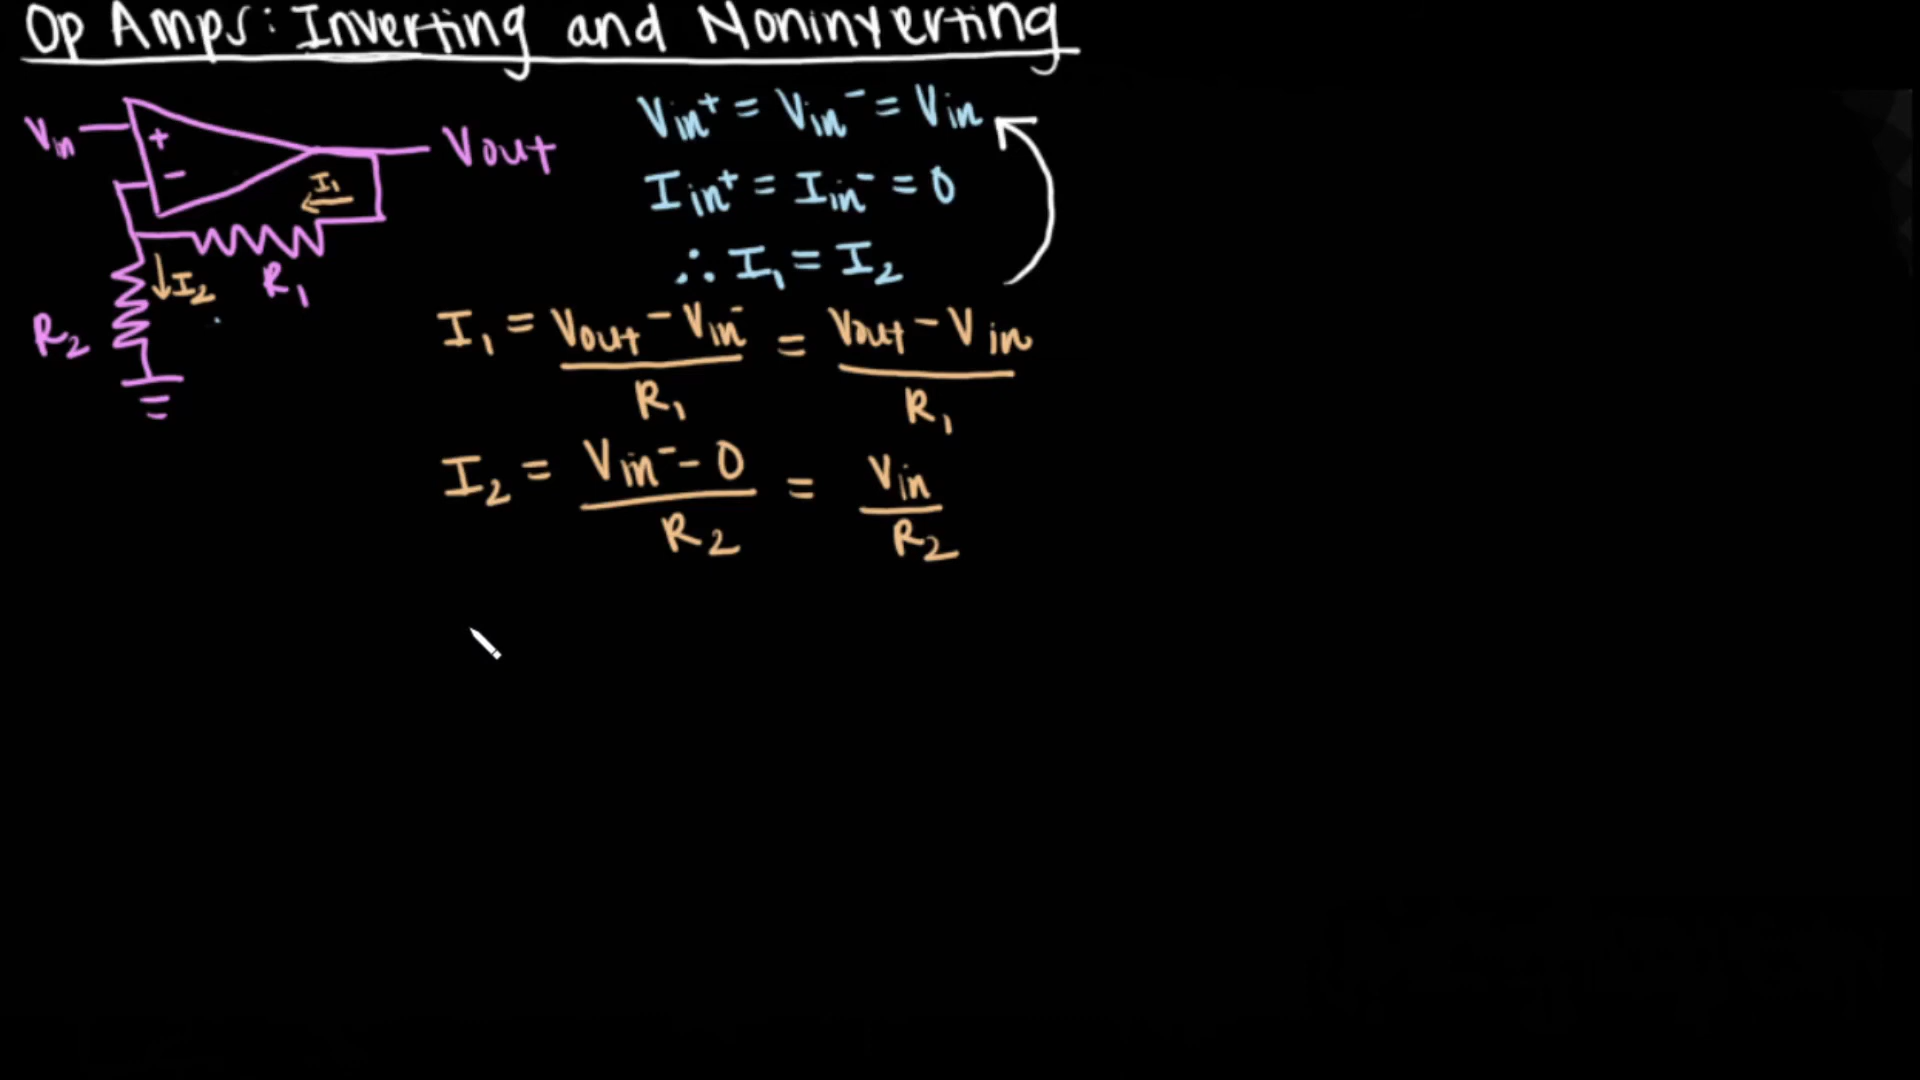 Op Amps: Inverting and Noninverting
Vin + - Vout
I₁
I₂ R₁
R₂
Vin⁺ = Vin⁻ = Vin
Iin⁺ = Iin⁻ = 0
∴ I₁ = I₂
I₁ = Vout - Vin⁻ / R₁ = Vout - Vin / R₁
I₂ = Vin⁻ - 0 / R₂ = Vin / R₂